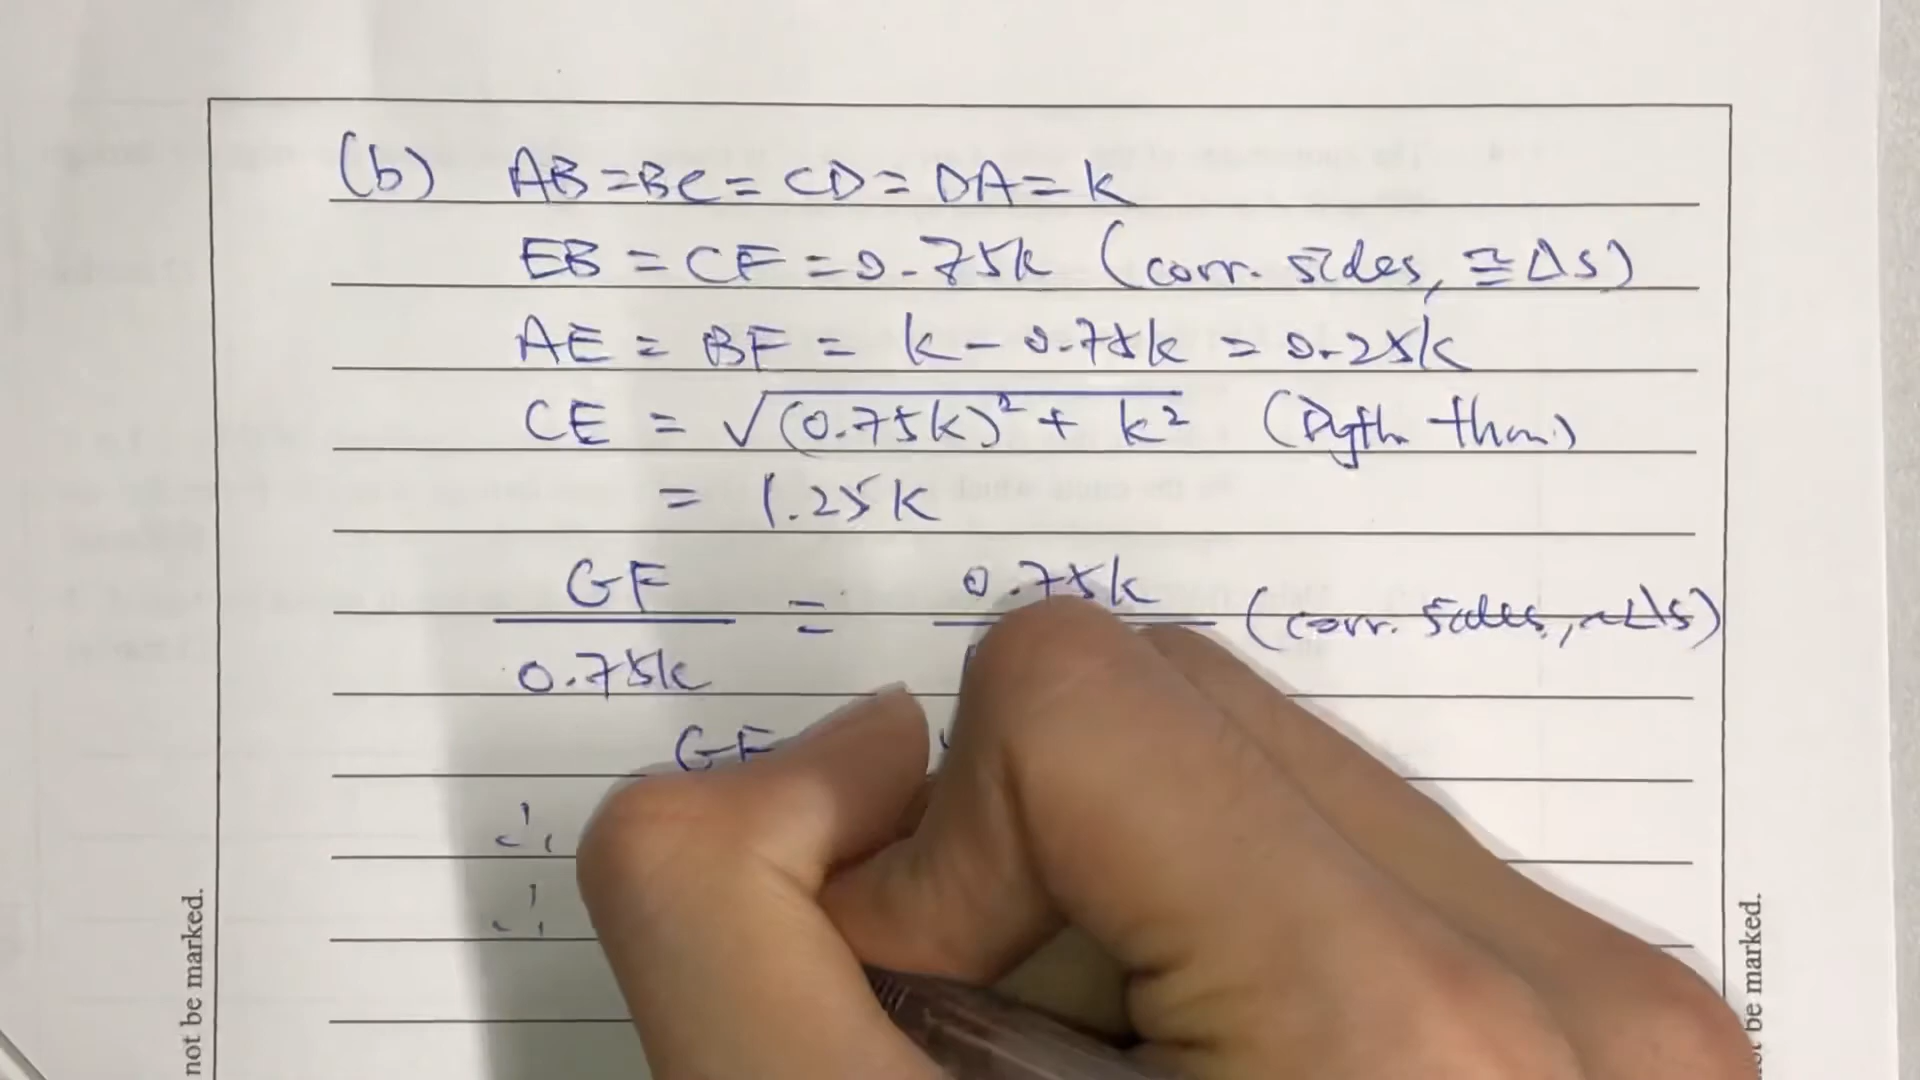 (b) AB=BC=CD=DA=k
EB = CF = 0.75k (corr. sides, ≅ Δs)
AE = BF = k - 0.75k = 0.25k
CE = √(0.75k)² + k² (Pyth. thm.)
= 1.25k
GF / 0.75k = 0.75k (corr. sides, ~Δs)
GF
∴
∴
not be marked.
be marked.